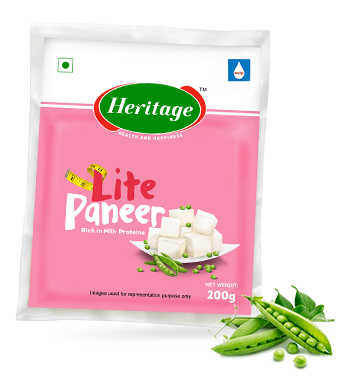 Heritage
TM
HEALTH AND HAPPINESS
Lite
Paneer
Rich in Milk Proteins
NET WEIGHT:
200g
Images used for representation purpose only